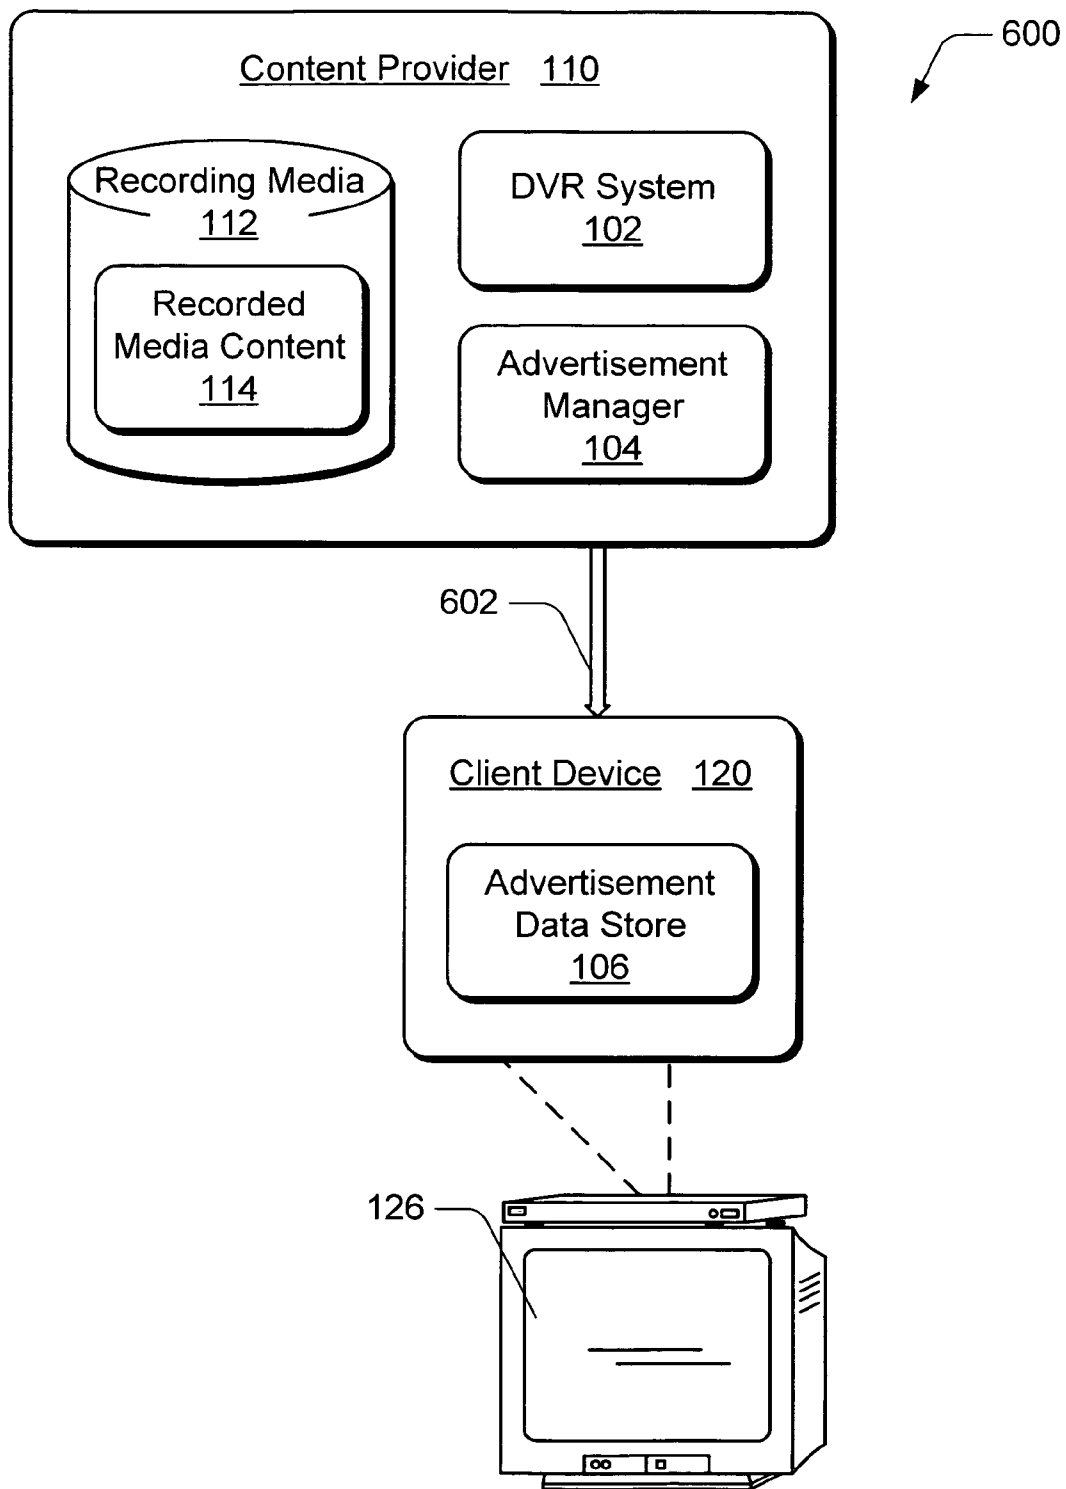 600
Content Provider 110
Recording Media
112
Recorded
Media Content
114
DVR System
102
Advertisement
Manager
104
602
Client Device 120
Advertisement
Data Store
106
126